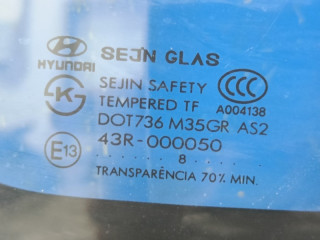 HYUNDAI
SEJN GLAS
SEJIN SAFETY
TEMPERED TF
K S
CCC
A004138
DOT736 M35GR AS2
E13
43R-000050
. . . . . . 8 . . . .
TRANSPARÊNCIA 70% MIN.